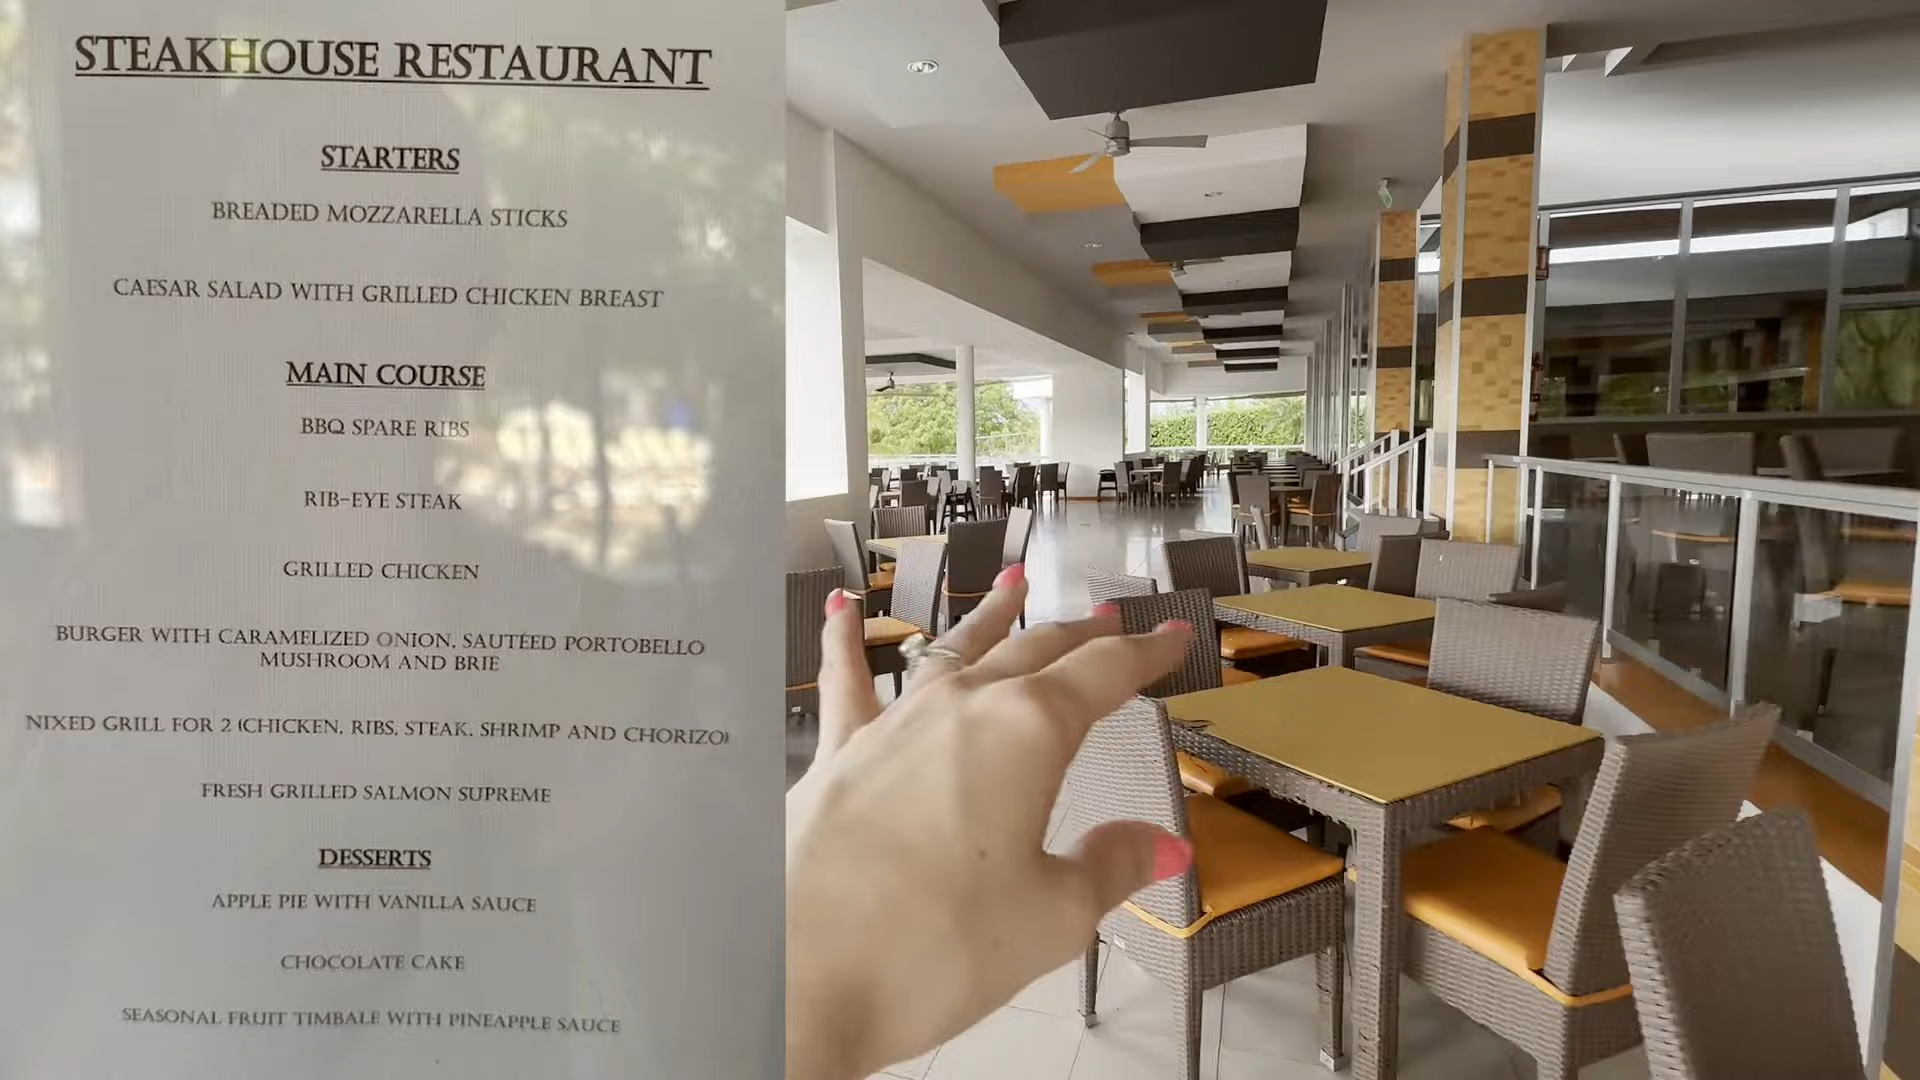 STEAKHOUSE RESTAURANT
STARTERS
BREADED MOZZARELLA STICKS
CAESAR SALAD WITH GRILLED CHICKEN BREAST
MAIN COURSE
BBQ SPARE RIBS
RIB-EYE STEAK
GRILLED CHICKEN
BURGER WITH CARAMELIZED ONION, SAUTÉED PORTOBELLO
MUSHROOM AND BRIE
NIXED GRILL FOR 2 (CHICKEN, RIBS, STEAK, SHRIMP AND CHORIZO)
FRESH GRILLED SALMON SUPREME
DESSERTS
APPLE PIE WITH VANILLA SAUCE
CHOCOLATE CAKE
SEASONAL FRUIT TIMBALE WITH PINEAPPLE SAUCE